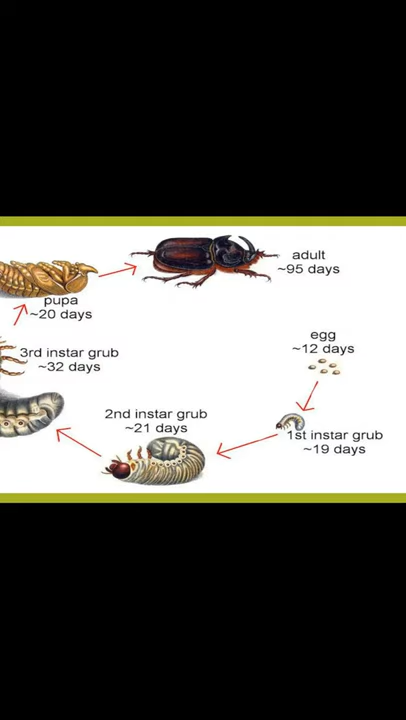 adult
~95 days
pupa
~20 days
egg
~12 days
3rd instar grub
~32 days
2nd instar grub
~21 days
1st instar grub
~19 days